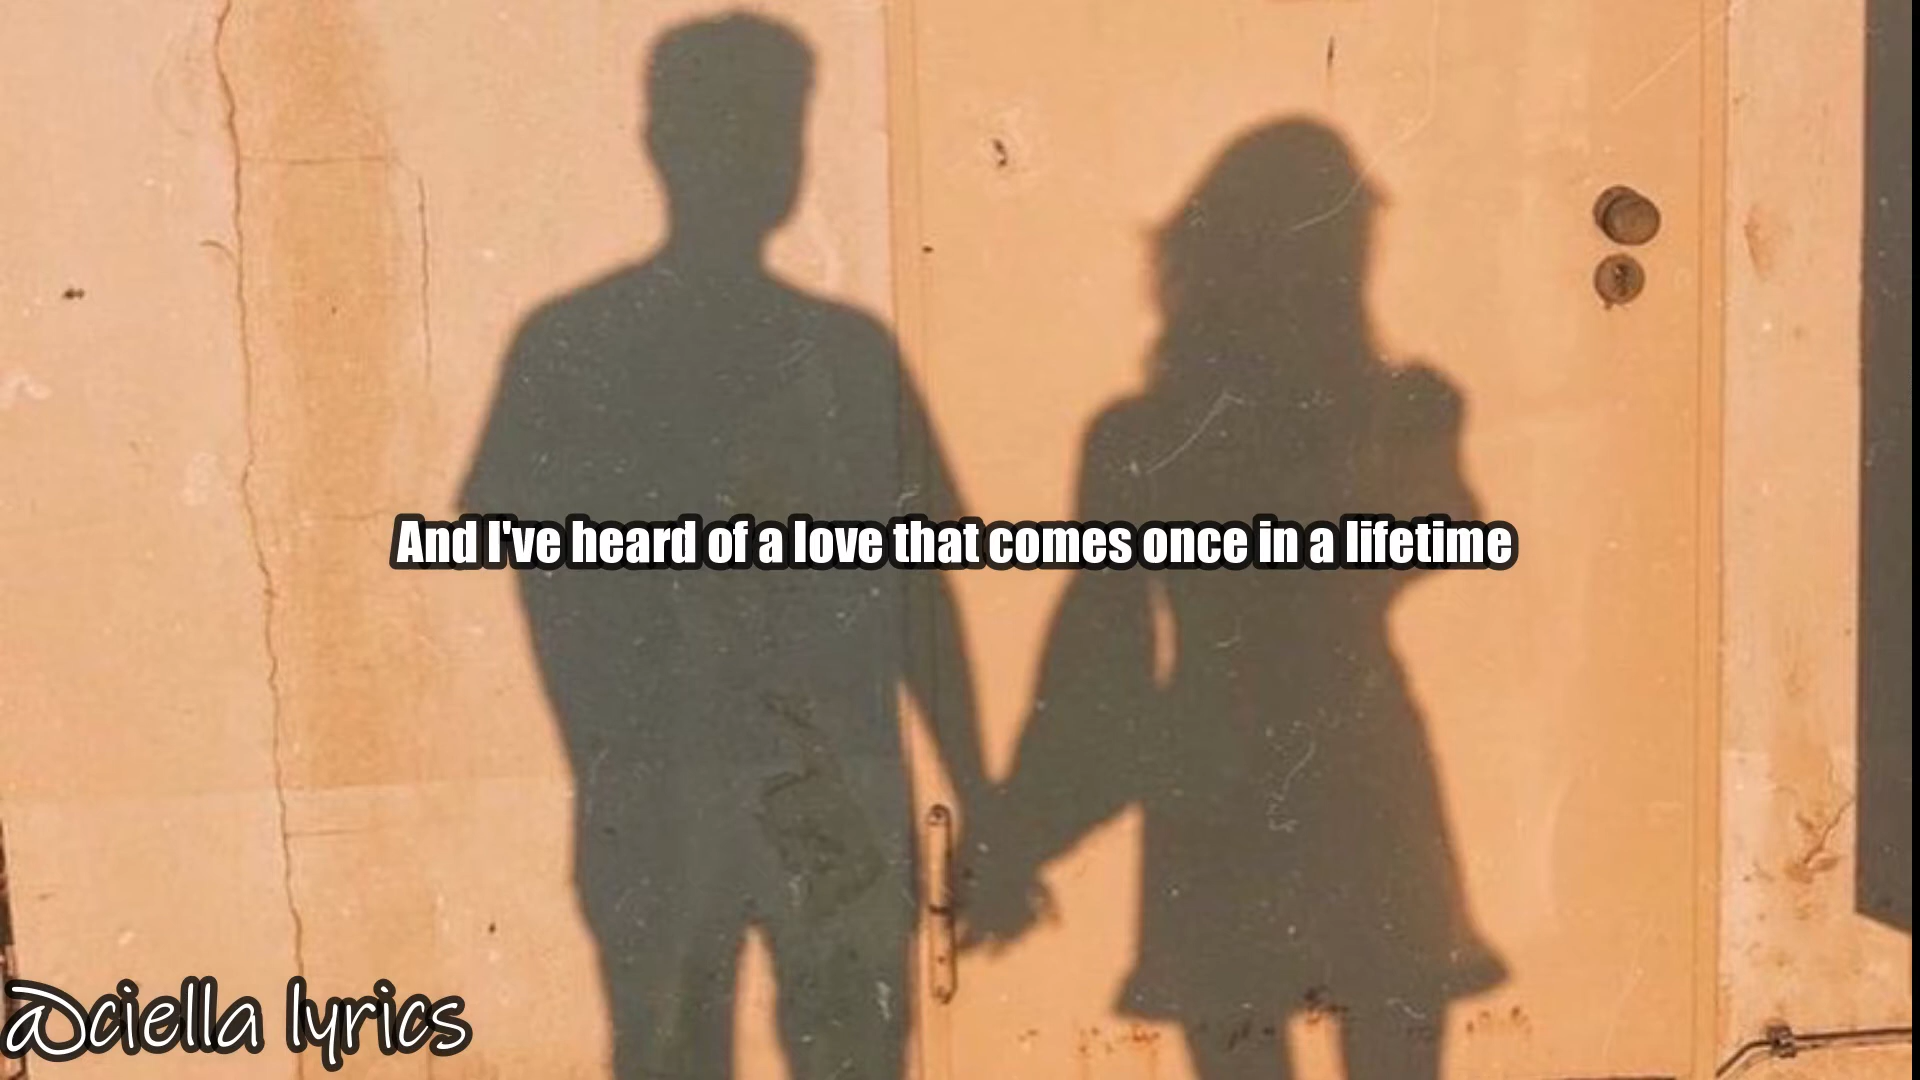 And I've heard of a love that comes once in a lifetime
@ciella lyrics